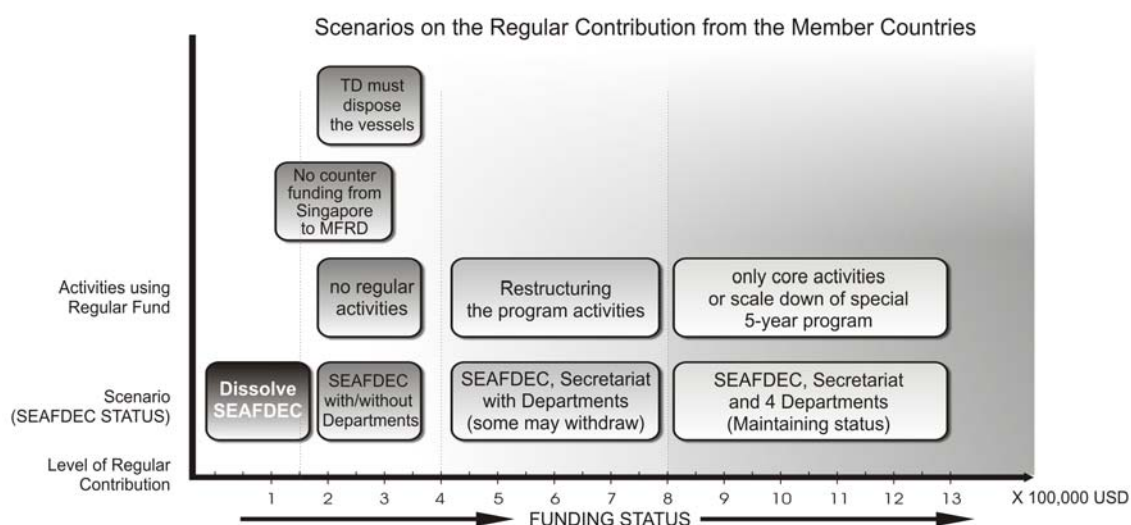 Scenarios on the Regular Contribution from the Member Countries
TD must
dispose
the vessels
No counter
funding from
Singapore
to MFRD
Activities using
Regular Fund
no regular
activities
Restructuring
the program activities
only core activities
or scale down of special
5-year program
Scenario
(SEAFDEC STATUS)
Dissolve
SEAFDEC
SEAFDEC
with/without
Departments
SEAFDEC, Secretariat
with Departments
(some may withdraw)
SEAFDEC, Secretariat
and 4 Departments
(Maintaining status)
Level of Regular
Contribution
1 2 3 4 5 6 7 8 9 10 11 12 13 X 100,000 USD
FUNDING STATUS